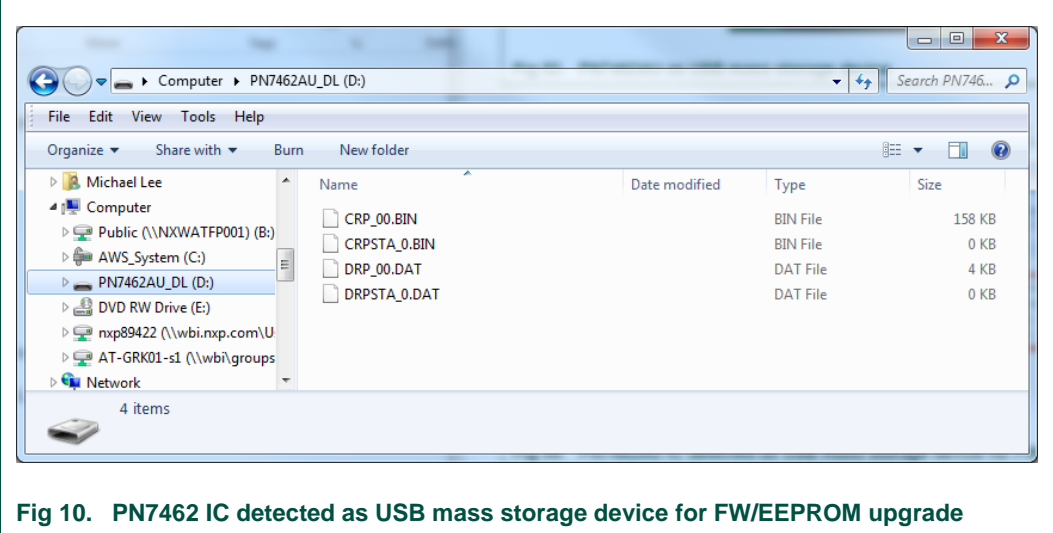 Computer ▸ PN7462AU_DL (D:)
Search PN746...
File Edit View Tools Help
Organize ▾ Share with ▾ Burn New folder
Michael Lee
Computer
Public (\\NXWATFP001) (B:)
AWS_System (C:)
PN7462AU_DL (D:)
DVD RW Drive (E:)
nxp89422 (\\wbi.nxp.com\U
AT-GRK01-s1 (\\wbi\groups
Network
Name Date modified Type Size
CRP_00.BIN BIN File 158 KB
CRPSTA_0.BIN BIN File 0 KB
DRP_00.DAT DAT File 4 KB
DRPSTA_0.DAT DAT File 0 KB
4 items
Fig 10. PN7462 IC detected as USB mass storage device for FW/EEPROM upgrade